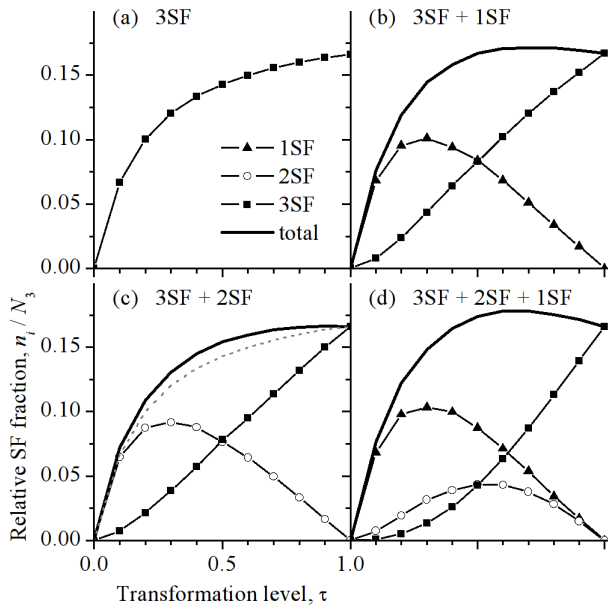 (a) 3SF
(b) 3SF + 1SF
0.15
0.10
0.05
0.00
1SF
2SF
3SF
total
(c) 3SF + 2SF
(d) 3SF + 2SF + 1SF
0.15
0.10
0.05
0.00
0.0 0.5 1.0
Relative SF fraction, n_i / N_3
Transformation level, τ